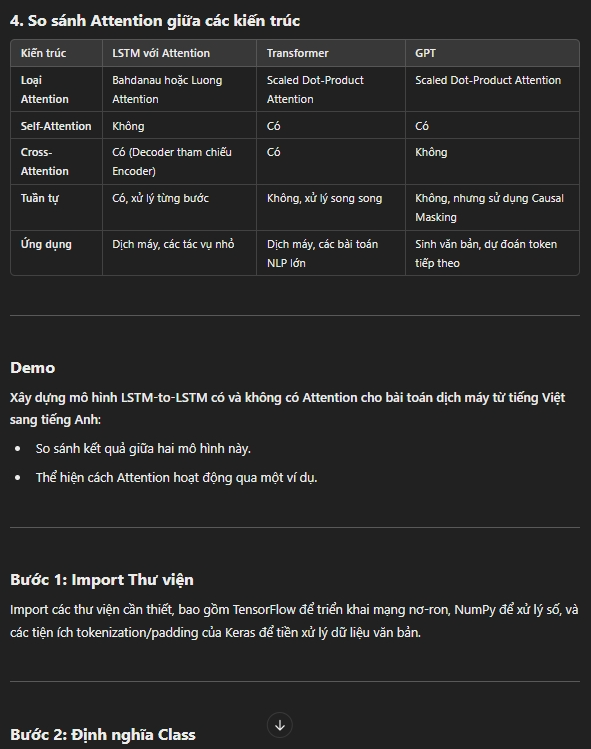 4. So sánh Attention giữa các kiến trúc
Kiến trúc LSTM với Attention Transformer GPT
Loại Attention Bahdanau hoặc Luong Attention Scaled Dot-Product Attention Scaled Dot-Product Attention
Self-Attention Không Có Có
Cross-Attention Có (Decoder tham chiếu Encoder) Có Không
Tuần tự Có, xử lý từng bước Không, xử lý song song Không, nhưng sử dụng Causal Masking
Ứng dụng Dịch máy, các tác vụ nhỏ Dịch máy, các bài toán NLP lớn Sinh văn bản, dự đoán token tiếp theo
Demo
Xây dựng mô hình LSTM-to-LSTM có và không có Attention cho bài toán dịch máy từ tiếng Việt
sang tiếng Anh:
• So sánh kết quả giữa hai mô hình này.
• Thể hiện cách Attention hoạt động qua một ví dụ.
Bước 1: Import Thư viện
Import các thư viện cần thiết, bao gồm TensorFlow để triển khai mạng nơ-ron, NumPy để xử lý số, và
các tiện ích tokenization/padding của Keras để tiền xử lý dữ liệu văn bản.
Bước 2: Định nghĩa Class